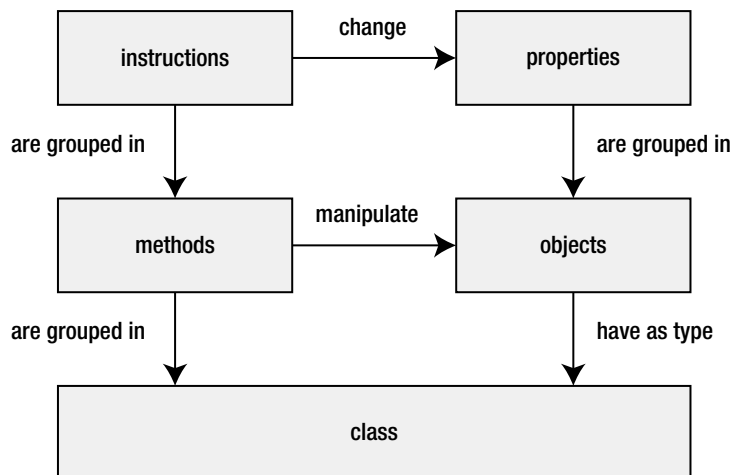 change
instructions
properties
are grouped in
are grouped in
manipulate
methods
objects
are grouped in
have as type
class